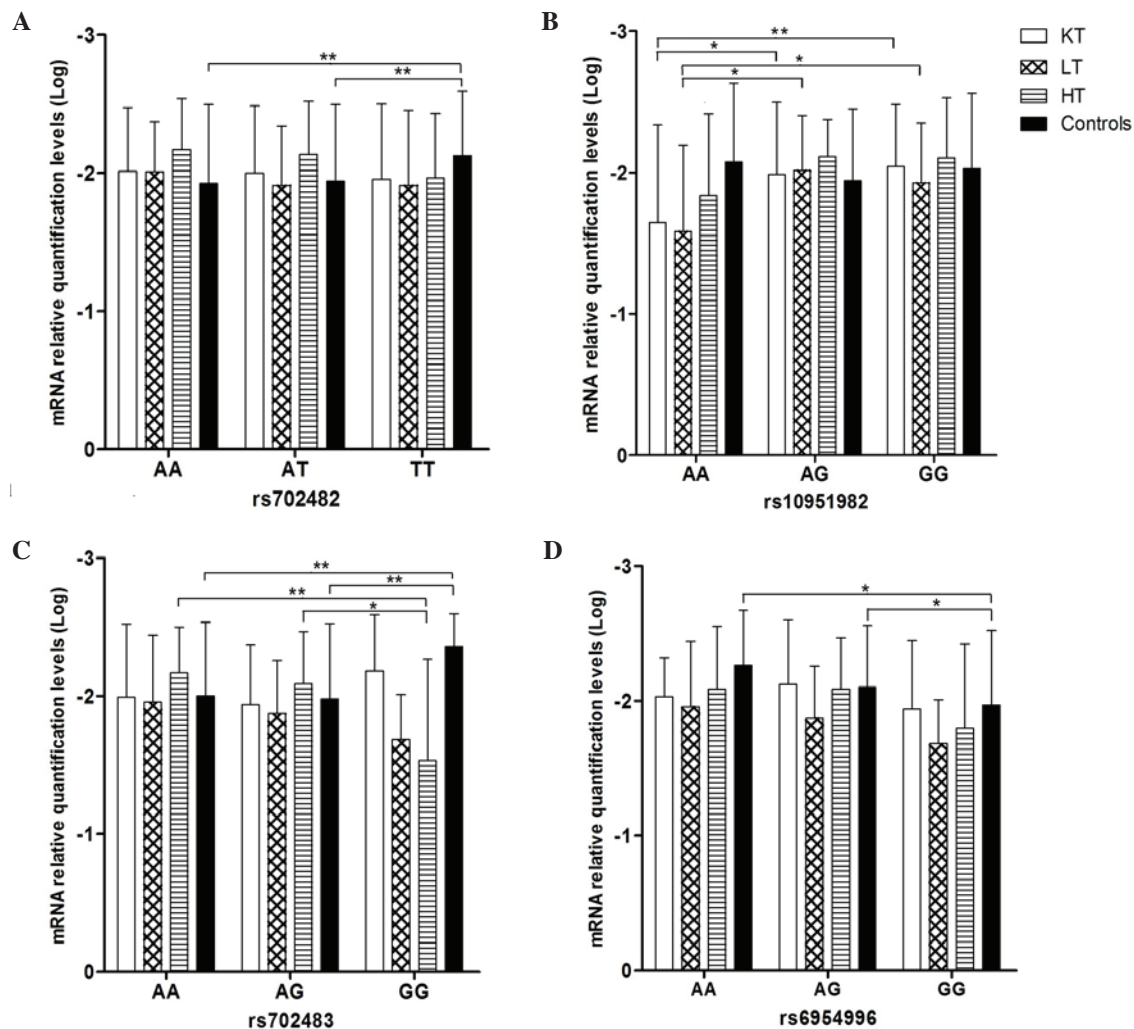 A
mRNA relative quantification levels (Log)
-3
-2
-1
0
**
**
AA AT TT
rs702482
B
mRNA relative quantification levels (Log)
-3
-2
-1
0
**
*
*
*
AA AG GG
rs10951982
KT
LT
HT
Controls
C
mRNA relative quantification levels (Log)
-3
-2
-1
0
**
**
**
*
AA AG GG
rs702483
D
mRNA relative quantification levels (Log)
-3
-2
-1
0
*
*
AA AG GG
rs6954996